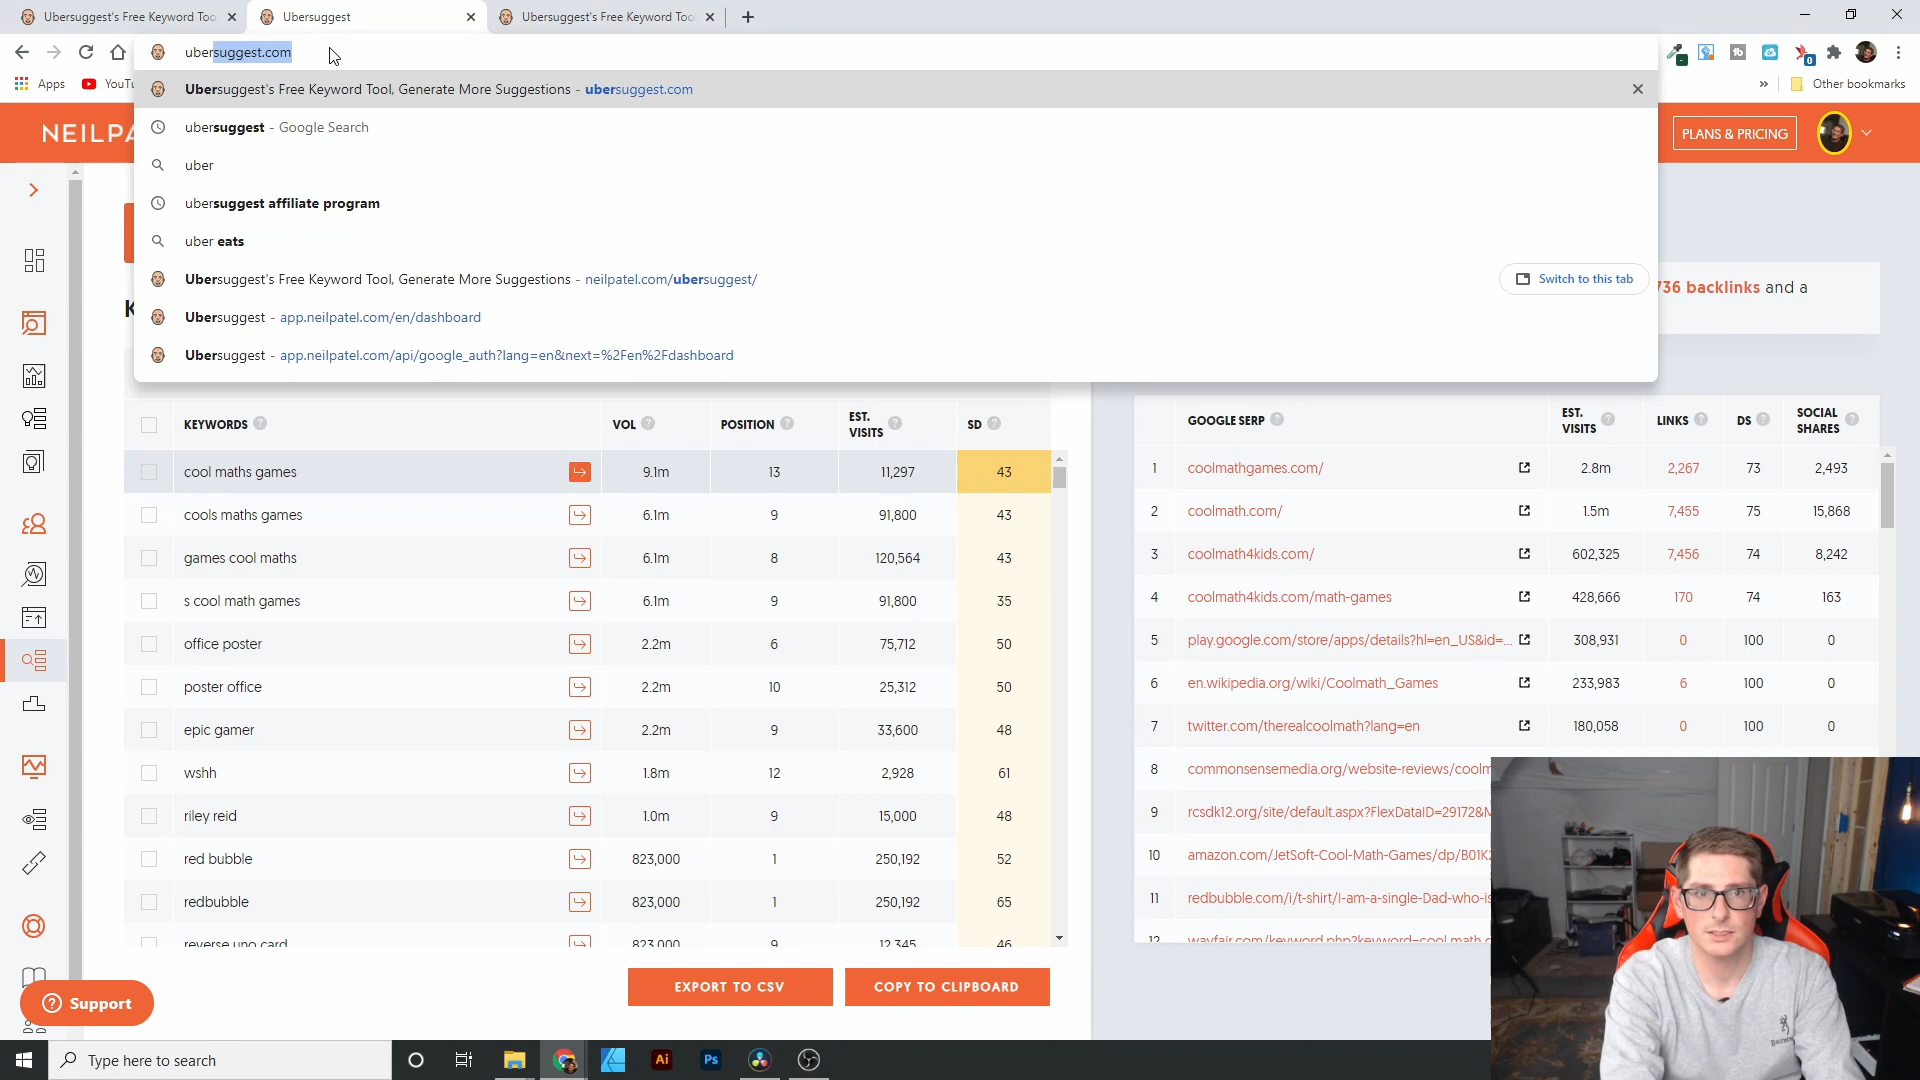 Ubersuggest's Free Keyword Too
Ubersuggest
Ubersuggest's Free Keyword Too
ubersuggest.com
Apps
YouTu
Other bookmarks
Ubersuggest's Free Keyword Tool, Generate More Suggestions - ubersuggest.com
ubersuggest - Google Search
uber
ubersuggest affiliate program
uber eats
Ubersuggest's Free Keyword Tool, Generate More Suggestions - neilpatel.com/ubersuggest/
Switch to this tab
Ubersuggest - app.neilpatel.com/en/dashboard
Ubersuggest - app.neilpatel.com/api/google_auth?lang=en&next=%2Fen%2Fdashboard
NEILPA
PLANS & PRICING
736 backlinks and a
K
KEYWORDS ? VOL ? POSITION ? EST. VISITS ? SD ?
cool maths games 9.1m 13 11,297 43
cools maths games 6.1m 9 91,800 43
games cool maths 6.1m 8 120,564 43
s cool math games 6.1m 9 91,800 35
office poster 2.2m 6 75,712 50
poster office 2.2m 10 25,312 50
epic gamer 2.2m 9 33,600 48
wshh 1.8m 12 2,928 61
riley reid 1.0m 9 15,000 48
red bubble 823,000 1 250,192 52
redbubble 823,000 1 250,192 65
reverse uno card 823,000 9 12,345 46
EXPORT TO CSV
COPY TO CLIPBOARD
GOOGLE SERP ? EST. VISITS ? LINKS ? DS ? SOCIAL SHARES ?
1 coolmathgames.com/ 2.8m 2,267 73 2,493
2 coolmath.com/ 1.5m 7,455 75 15,868
3 coolmath4kids.com/ 602,325 7,456 74 8,242
4 coolmath4kids.com/math-games 428,666 170 74 163
5 play.google.com/store/apps/details?hl=en_US&id=... 308,931 0 100 0
6 en.wikipedia.org/wiki/Coolmath_Games 233,983 6 100 0
7 twitter.com/therealcoolmath?lang=en 180,058 0 100 0
8 commonsensemedia.org/website-reviews/coolm
9 rcsdk12.org/site/default.aspx?FlexDataID=29172&M
10 amazon.com/JetSoft-Cool-Math-Games/dp/B01K
11 redbubble.com/i/t-shirt/I-am-a-single-Dad-who-is
12 wayfair.com/keyword.php?keyword=cool math
? Support
Type here to search
Ai
Ps